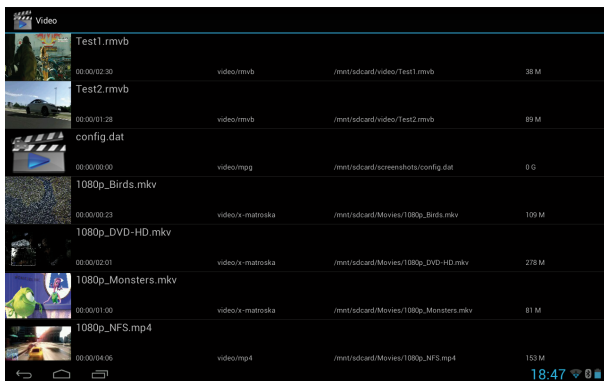 Video
Test1.rmvb
00:00/02:30 video/rmvb /mnt/sdcard/video/Test1.rmvb 38 M
Test2.rmvb
00:00/01:28 video/rmvb /mnt/sdcard/video/Test2.rmvb 89 M
config.dat
00:00/00:00 video/mpg /mnt/sdcard/screenshots/config.dat 0 G
1080p_Birds.mkv
00:00/00:23 video/x-matroska /mnt/sdcard/Movies/1080p_Birds.mkv 109 M
1080p_DVD-HD.mkv
00:00/02:01 video/x-matroska /mnt/sdcard/Movies/1080p_DVD-HD.mkv 278 M
1080p_Monsters.mkv
00:00/01:00 video/x-matroska /mnt/sdcard/Movies/1080p_Monsters.mkv 81 M
1080p_NFS.mp4
00:00/04:06 video/mp4 /mnt/sdcard/Movies/1080p_NFS.mp4 153 M
18:47